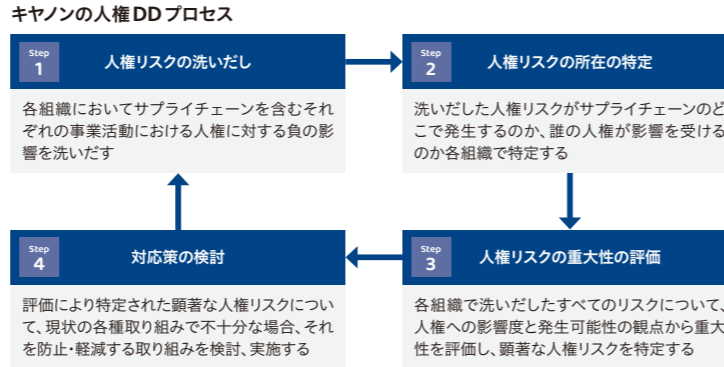 キヤノンの人権DDプロセス
Step
1
人権リスクの洗いだし
各組織においてサプライチェーンを含むそれ
ぞれの事業活動における人権に対する負の影
響を洗いだす
Step
2
人権リスクの所在の特定
洗いだした人権リスクがサプライチェーンのど
こで発生するのか、誰の人権が影響を受ける
のか各組織で特定する
Step
3
人権リスクの重大性の評価
各組織で洗いだしたすべてのリスクについて、
人権への影響度と発生可能性の観点から重大
性を評価し、顕著な人権リスクを特定する
Step
4
対応策の検討
評価により特定された顕著な人権リスクについ
て、現状の各種取り組みで不十分な場合、それ
を防止・軽減する取り組みを検討、実施する